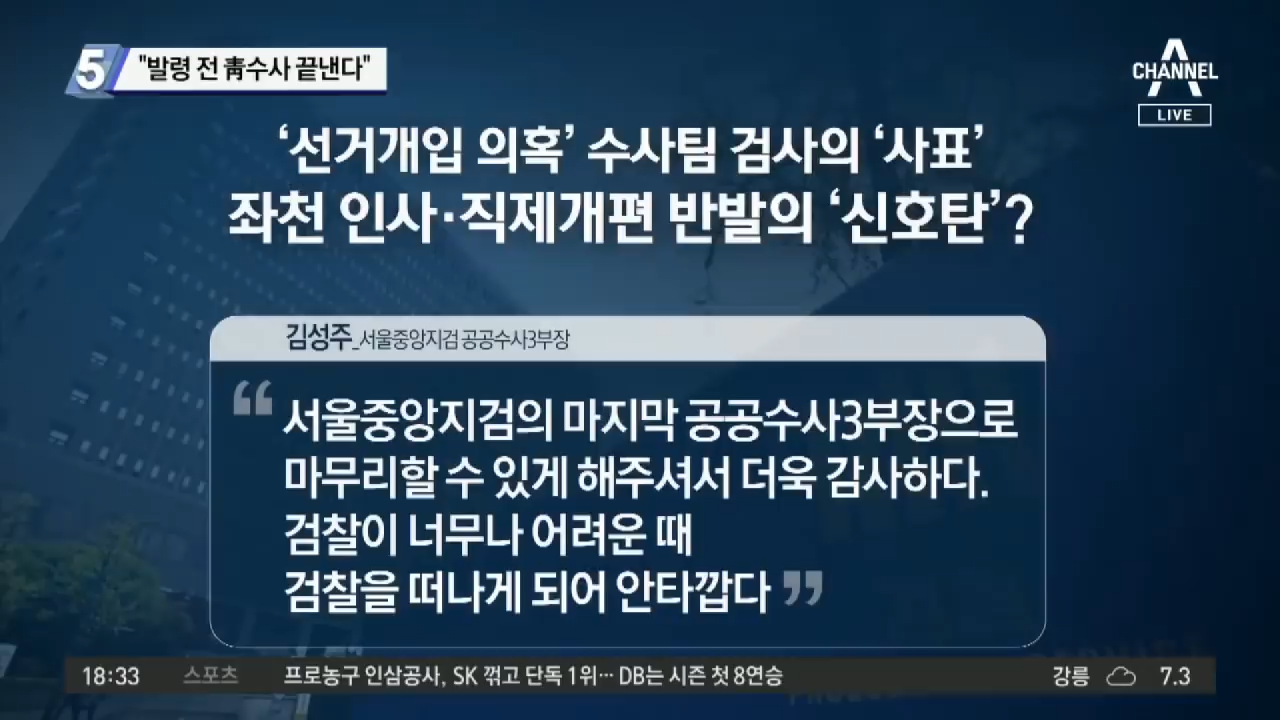 5 "발령 전 靑수사 끝낸다"
CHANNEL A
LIVE
‘선거개입 의혹’ 수사팀 검사의 ‘사표’
좌천 인사·직제개편 반발의 ‘신호탄’?
김성주_서울중앙지검 공공수사3부장
“서울중앙지검의 마지막 공공수사3부장으로
마무리할 수 있게 해주셔서 더욱 감사하다.
검찰이 너무나 어려운 때
검찰을 떠나게 되어 안타깝다”
18:33 스포츠 프로농구 인삼공사, SK 꺾고 단독 1위… DB는 시즌 첫 8연승 강릉 7.3